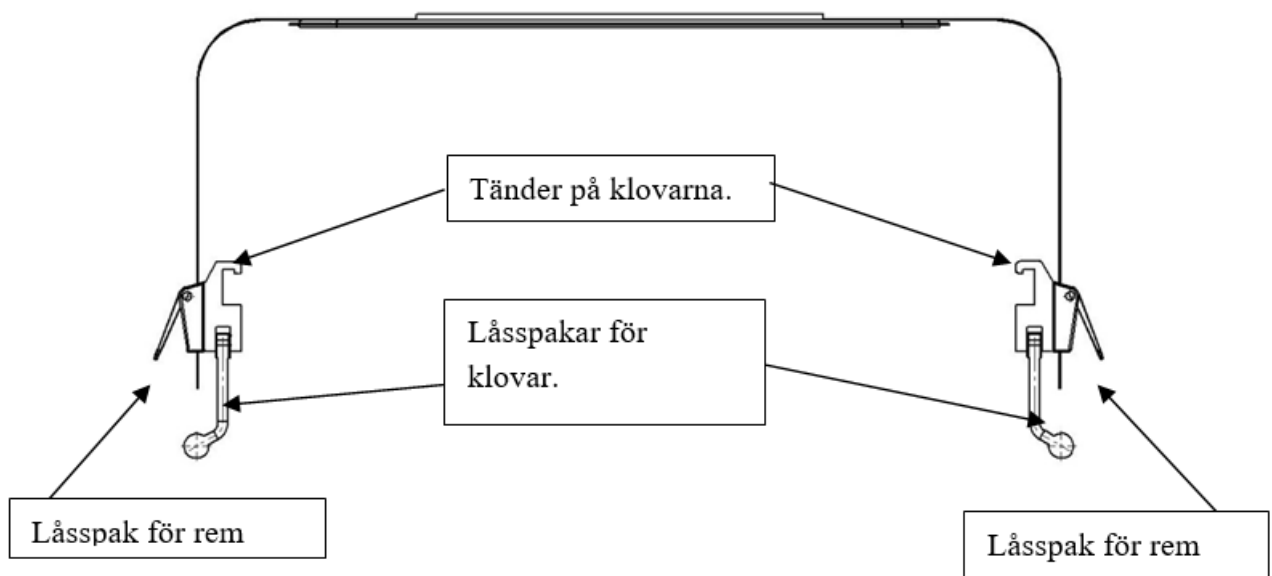 Tänder på klovarna.
Låsspakar för
klovar.
Låsspak för rem
Låsspak för rem